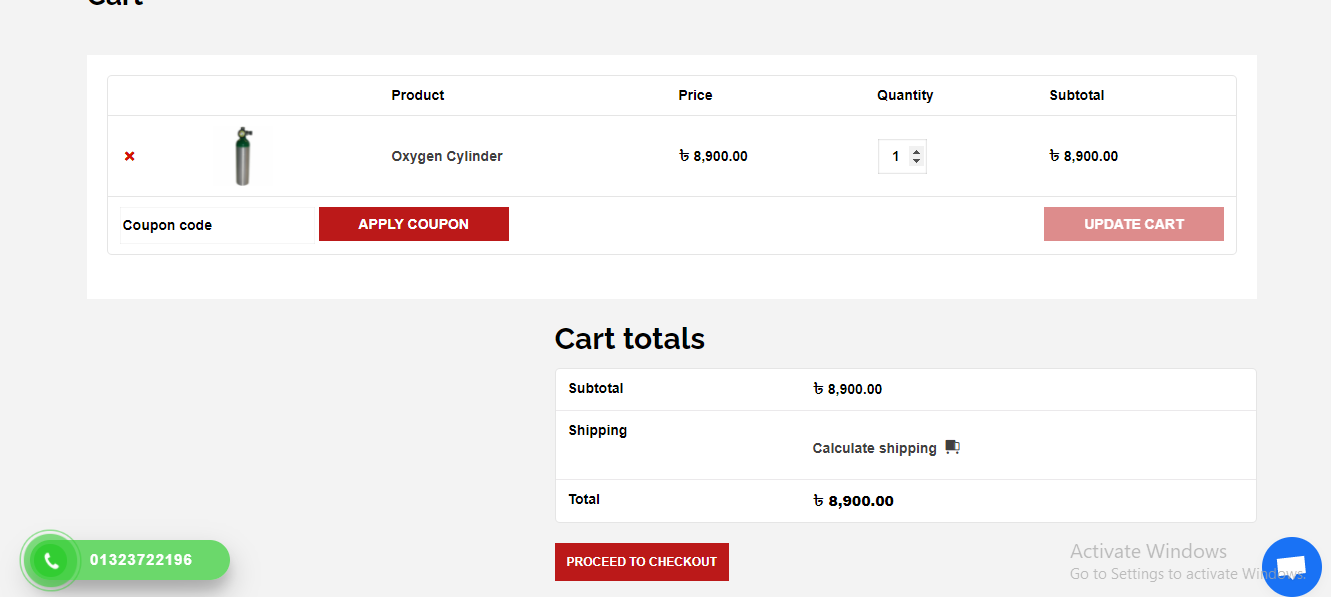 Cart
Product Price Quantity Subtotal
Oxygen Cylinder ৳ 8,900.00 1 ৳ 8,900.00
Coupon code APPLY COUPON UPDATE CART
Cart totals
Subtotal ৳ 8,900.00
Shipping
Calculate shipping
Total ৳ 8,900.00
PROCEED TO CHECKOUT
01323722196
Activate Windows
Go to Settings to activate Windows.